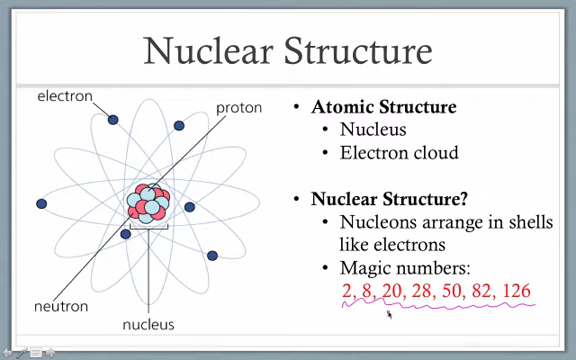 Nuclear Structure
electron
proton
neutron
nucleus
• Atomic Structure
• Nucleus
• Electron cloud
• Nuclear Structure?
• Nucleons arrange in shells
like electrons
• Magic numbers:
2, 8, 20, 28, 50, 82, 126